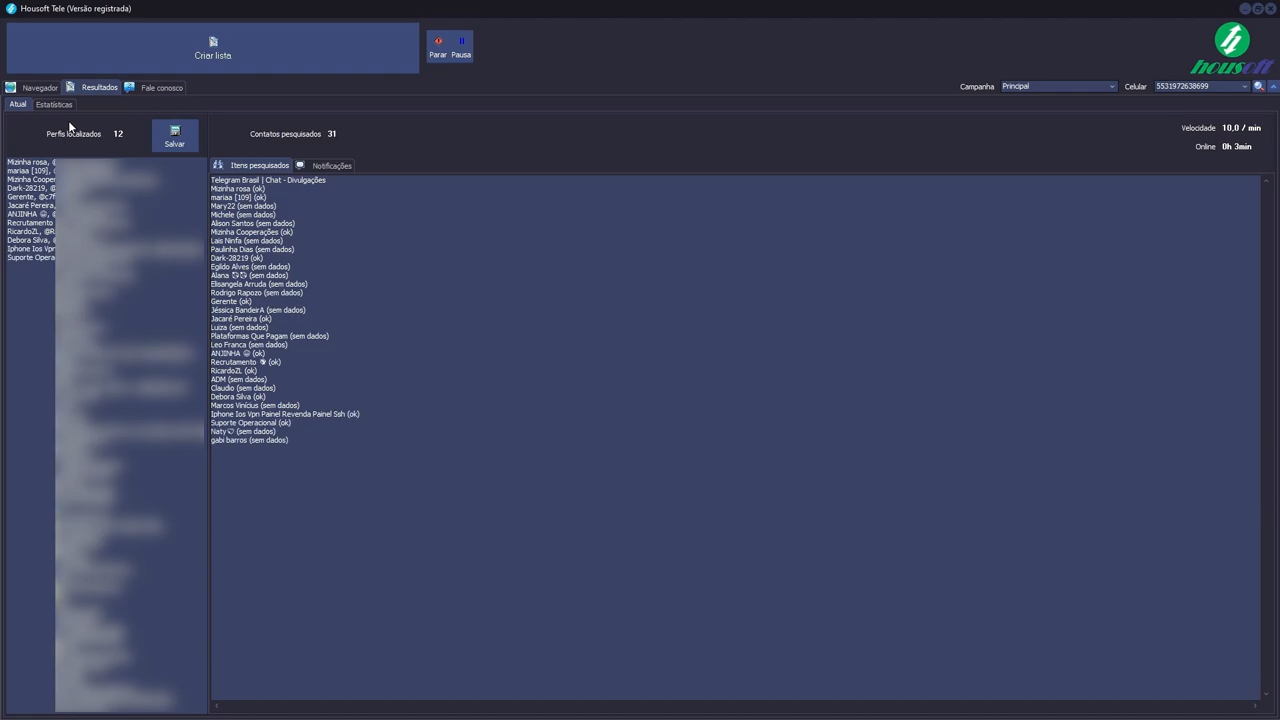 Housoft Tele (Versão registrada)
Criar lista
Parar Pausa
housoft
Navegador Resultados Fale conosco
Campanha Principal Celular 5531972638699
Atual Estatísticas
Perfis localizados 12
Salvar
Contatos pesquisados 31
Velocidade 10,0 / min
Online 0h 3min
Mizinha rosa, @
mariaa [109], @
Mizinha Cooper
Dark-28219, @
Gerente, @c7f
Jacaré Pereira,
ANJINHA 😄, @
Recrutamento
RicardoZL, @R
Debora Silva, @
Iphone Ios Vpn
Suporte Opera
Itens pesquisados Notificações
Telegram Brasil | Chat - Divulgações
Mizinha rosa (ok)
mariaa [109] (ok)
Mary22 (sem dados)
Michele (sem dados)
Alison Santos (sem dados)
Mizinha Cooperações (ok)
Lais Ninfa (sem dados)
Paulinha Dias (sem dados)
Dark-28219 (ok)
Egildo Alves (sem dados)
Alana (sem dados)
Elisangela Arruda (sem dados)
Rodrigo Rapozo (sem dados)
Gerente (ok)
Jéssica BandeirA (sem dados)
Jacaré Pereira (ok)
Luiza (sem dados)
Plataformas Que Pagam (sem dados)
Leo Franca (sem dados)
ANJINHA 😄 (ok)
Recrutamento (ok)
RicardoZL (ok)
ADM (sem dados)
Claudio (sem dados)
Debora Silva (ok)
Marcos Vinícius (sem dados)
Iphone Ios Vpn Painel Revenda Painel Ssh (ok)
Suporte Operacional (ok)
Naty (sem dados)
gabi barros (sem dados)